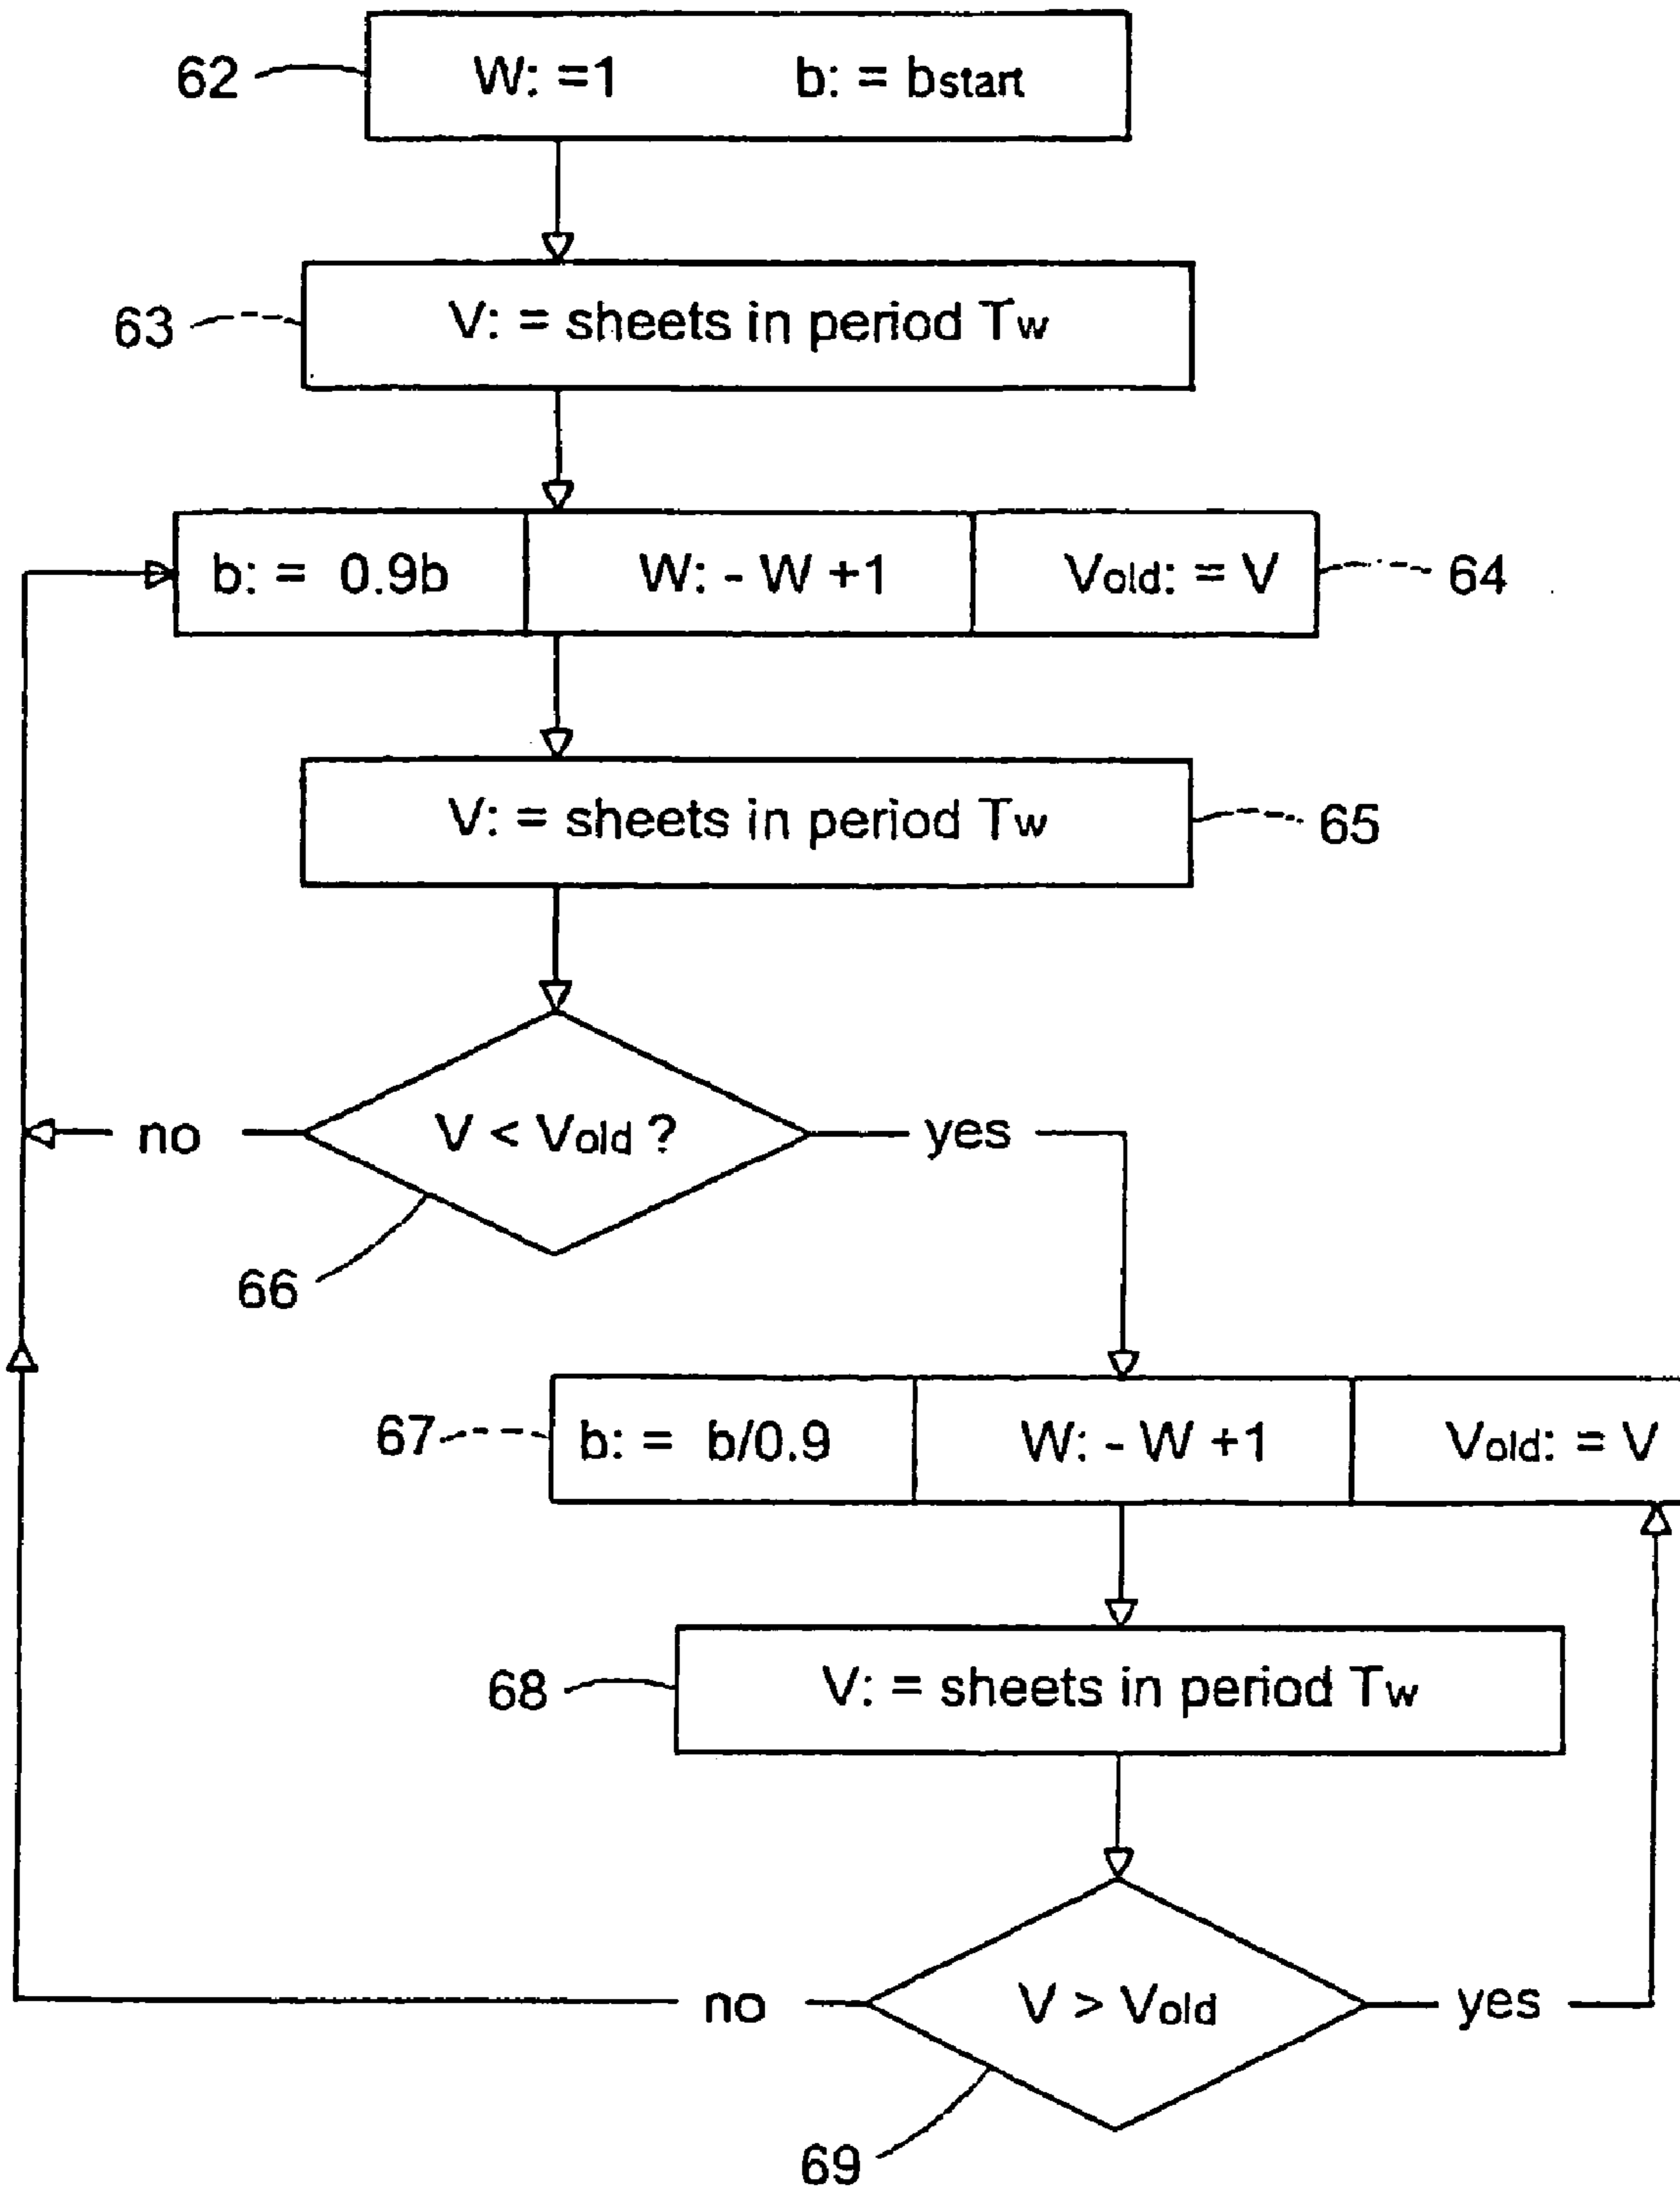 62 W: =1 b: = bstart
63 V: = sheets in period Tw
b: = 0.9b W: - W +1 Vold: = V 64
V: = sheets in period Tw 65
no V < Vold ? yes
66
67 b: = b/0.9 W: - W +1 Vold: = V
68 V: = sheets in period Tw
no V > Vold yes
69